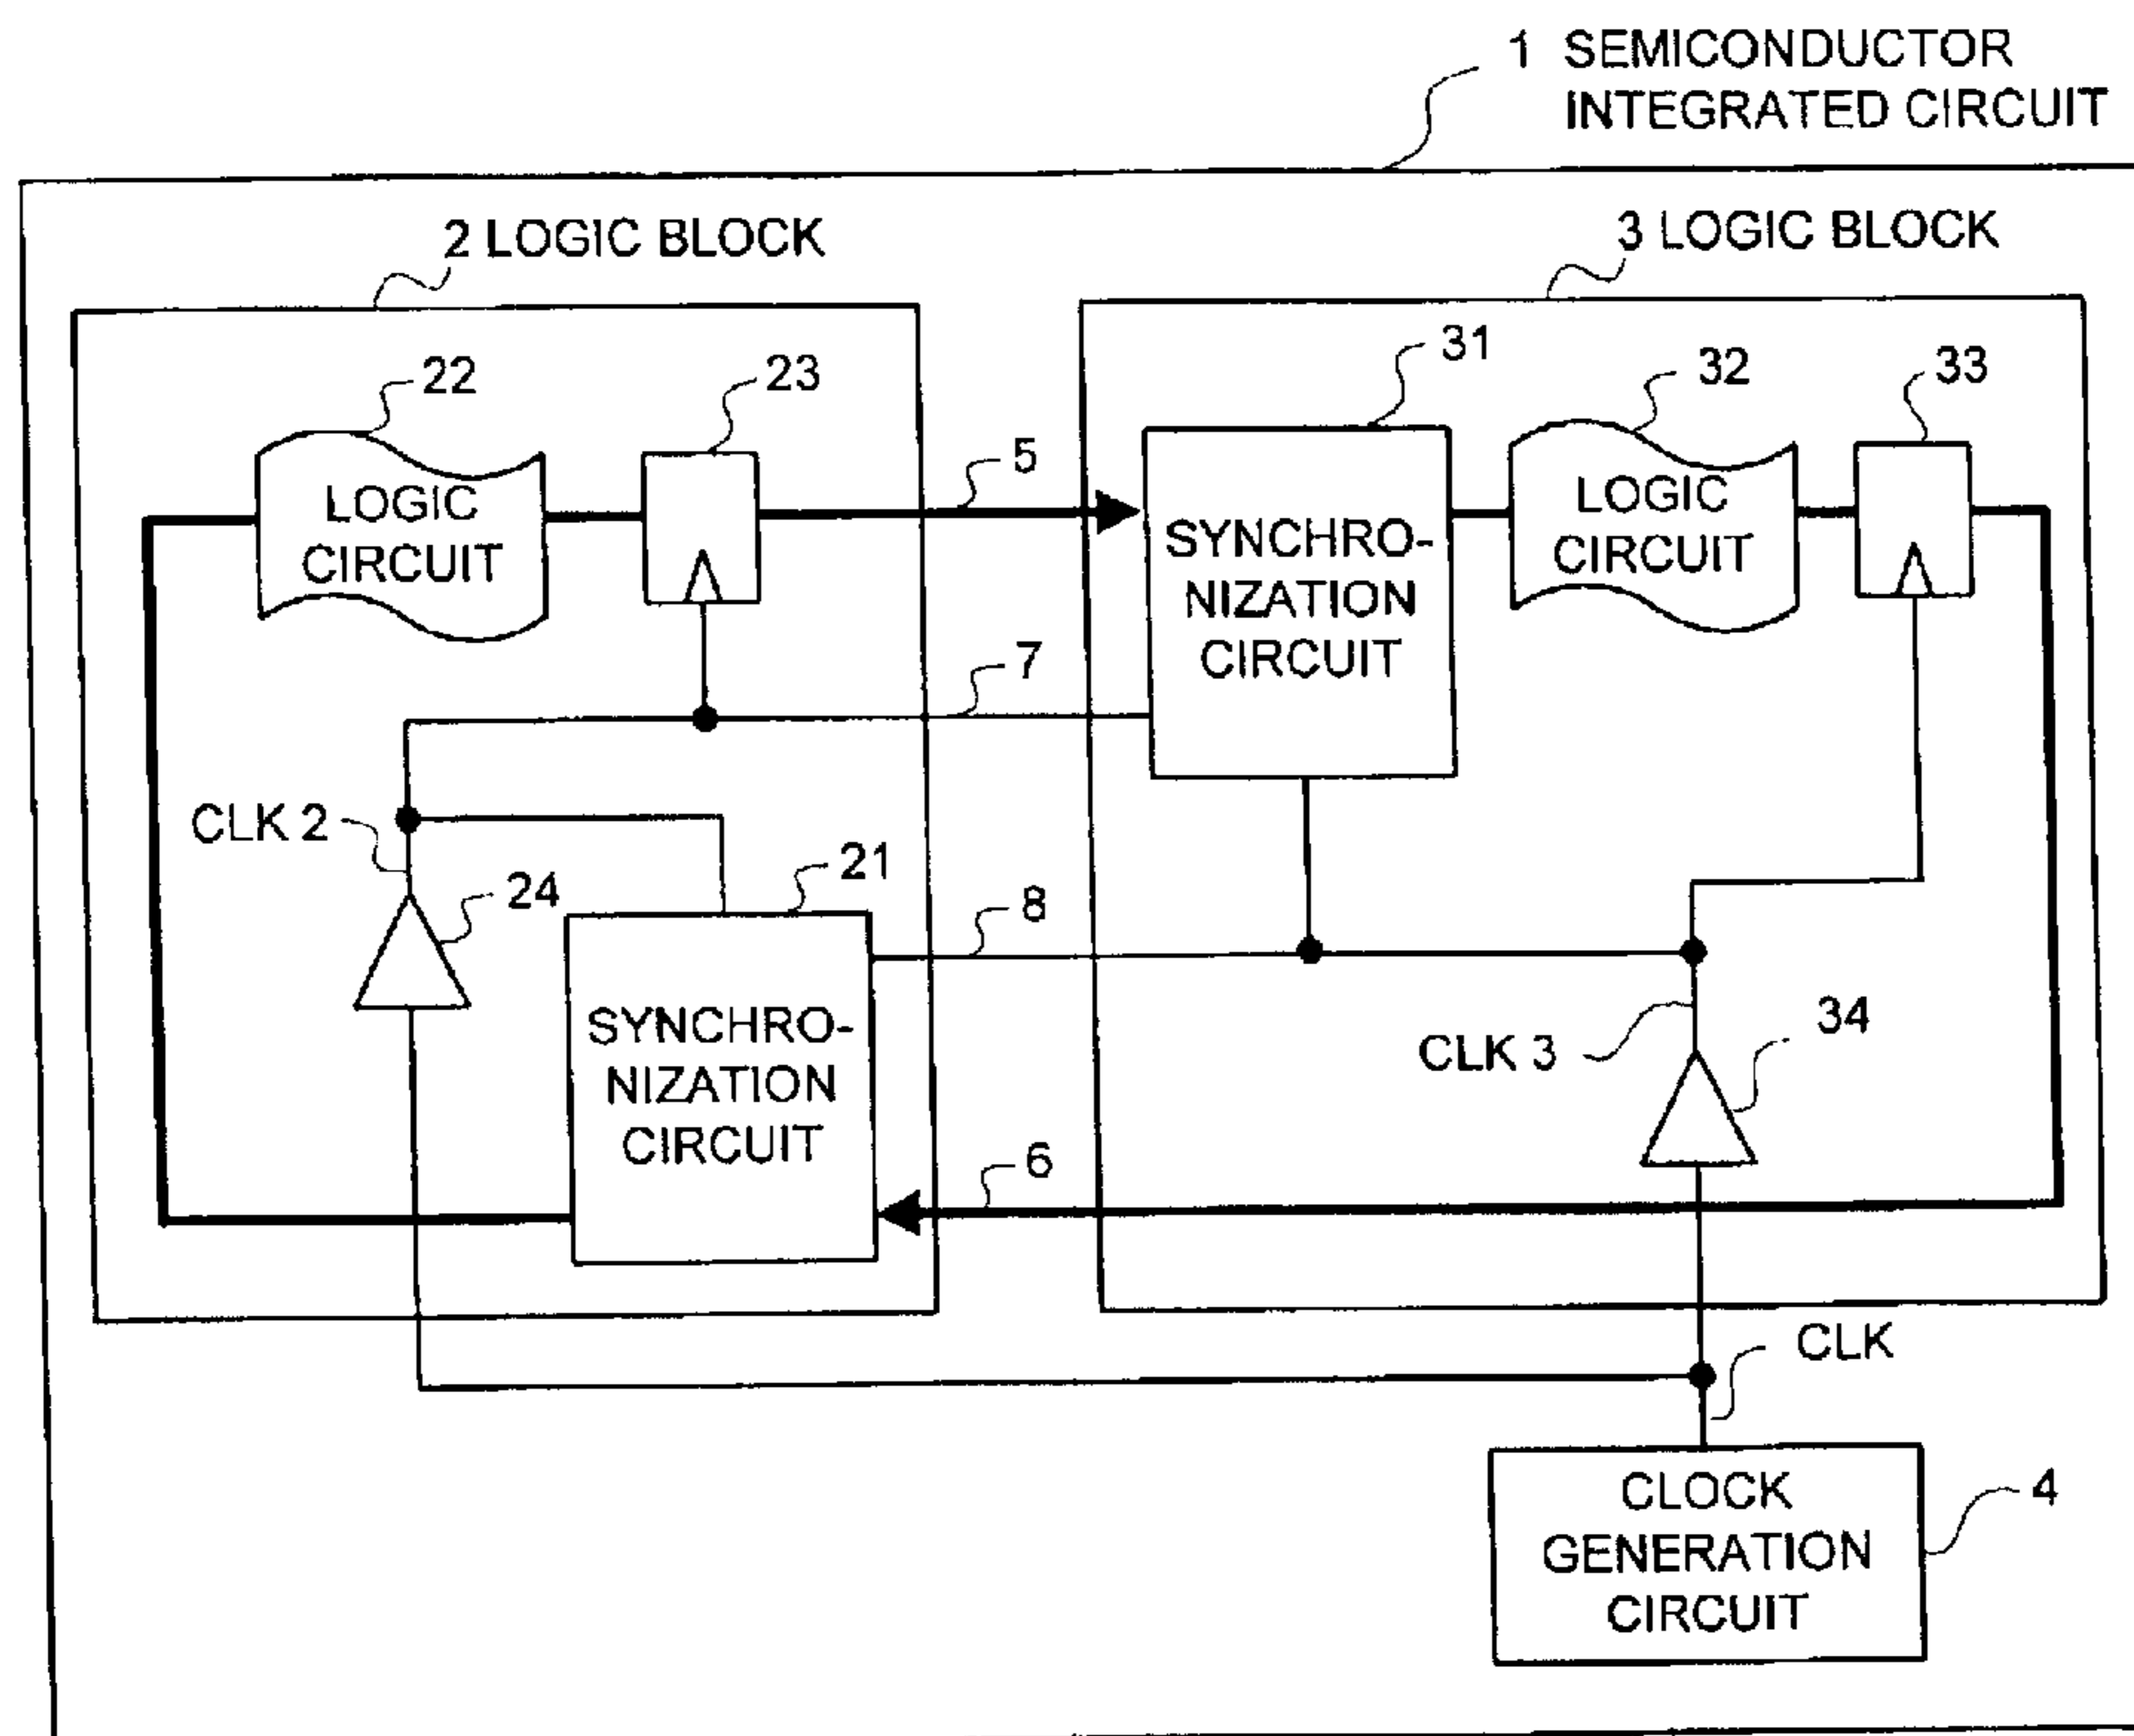 1 SEMICONDUCTOR
INTEGRATED CIRCUIT
2 LOGIC BLOCK
3 LOGIC BLOCK
22
23
31
32
33
5
LOGIC
CIRCUIT
SYNCHRO-
NIZATION
CIRCUIT
LOGIC
CIRCUIT
7
CLK 2
24
21
8
SYNCHRO-
NIZATION
CIRCUIT
CLK 3
34
6
CLK
CLOCK
GENERATION
CIRCUIT
4